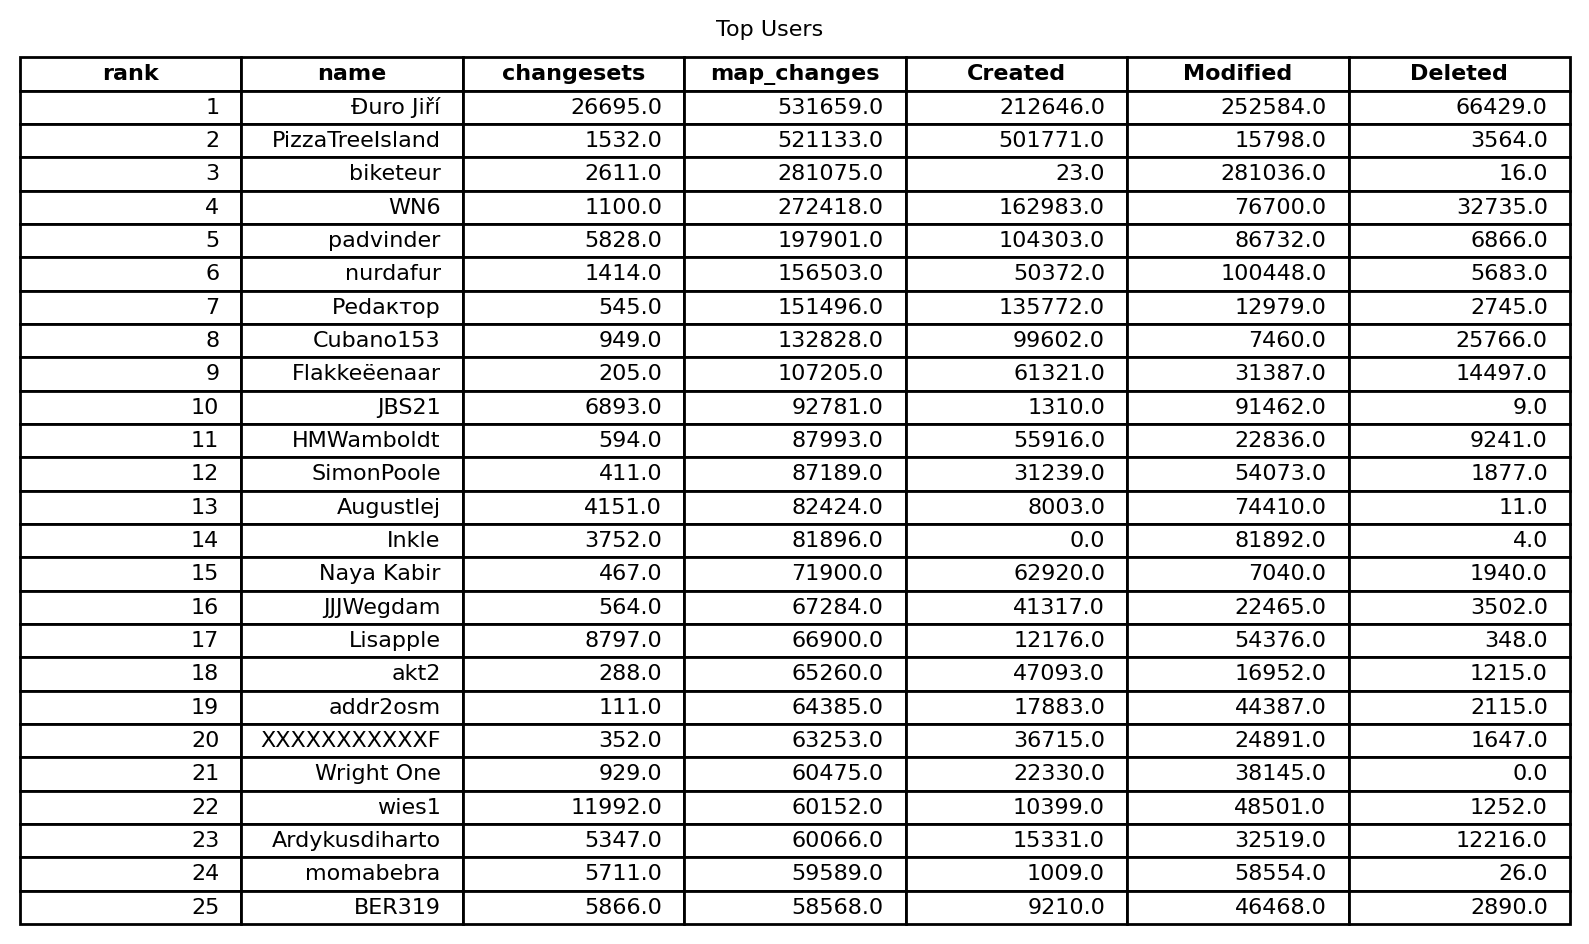 Top Users
rank name changesets map_changes Created Modified Deleted
1 Đuro Jiří 26695.0 531659.0 212646.0 252584.0 66429.0
2 PizzaTreeIsland 1532.0 521133.0 501771.0 15798.0 3564.0
3 biketeur 2611.0 281075.0 23.0 281036.0 16.0
4 WN6 1100.0 272418.0 162983.0 76700.0 32735.0
5 padvinder 5828.0 197901.0 104303.0 86732.0 6866.0
6 nurdafur 1414.0 156503.0 50372.0 100448.0 5683.0
7 Pedaктop 545.0 151496.0 135772.0 12979.0 2745.0
8 Cubano153 949.0 132828.0 99602.0 7460.0 25766.0
9 Flakkeëenaar 205.0 107205.0 61321.0 31387.0 14497.0
10 JBS21 6893.0 92781.0 1310.0 91462.0 9.0
11 HMWamboldt 594.0 87993.0 55916.0 22836.0 9241.0
12 SimonPoole 411.0 87189.0 31239.0 54073.0 1877.0
13 Augustlej 4151.0 82424.0 8003.0 74410.0 11.0
14 Inkle 3752.0 81896.0 0.0 81892.0 4.0
15 Naya Kabir 467.0 71900.0 62920.0 7040.0 1940.0
16 JJJWegdam 564.0 67284.0 41317.0 22465.0 3502.0
17 Lisapple 8797.0 66900.0 12176.0 54376.0 348.0
18 akt2 288.0 65260.0 47093.0 16952.0 1215.0
19 addr2osm 111.0 64385.0 17883.0 44387.0 2115.0
20 XXXXXXXXXXXF 352.0 63253.0 36715.0 24891.0 1647.0
21 Wright One 929.0 60475.0 22330.0 38145.0 0.0
22 wies1 11992.0 60152.0 10399.0 48501.0 1252.0
23 Ardykusdiharto 5347.0 60066.0 15331.0 32519.0 12216.0
24 momabebra 5711.0 59589.0 1009.0 58554.0 26.0
25 BER319 5866.0 58568.0 9210.0 46468.0 2890.0